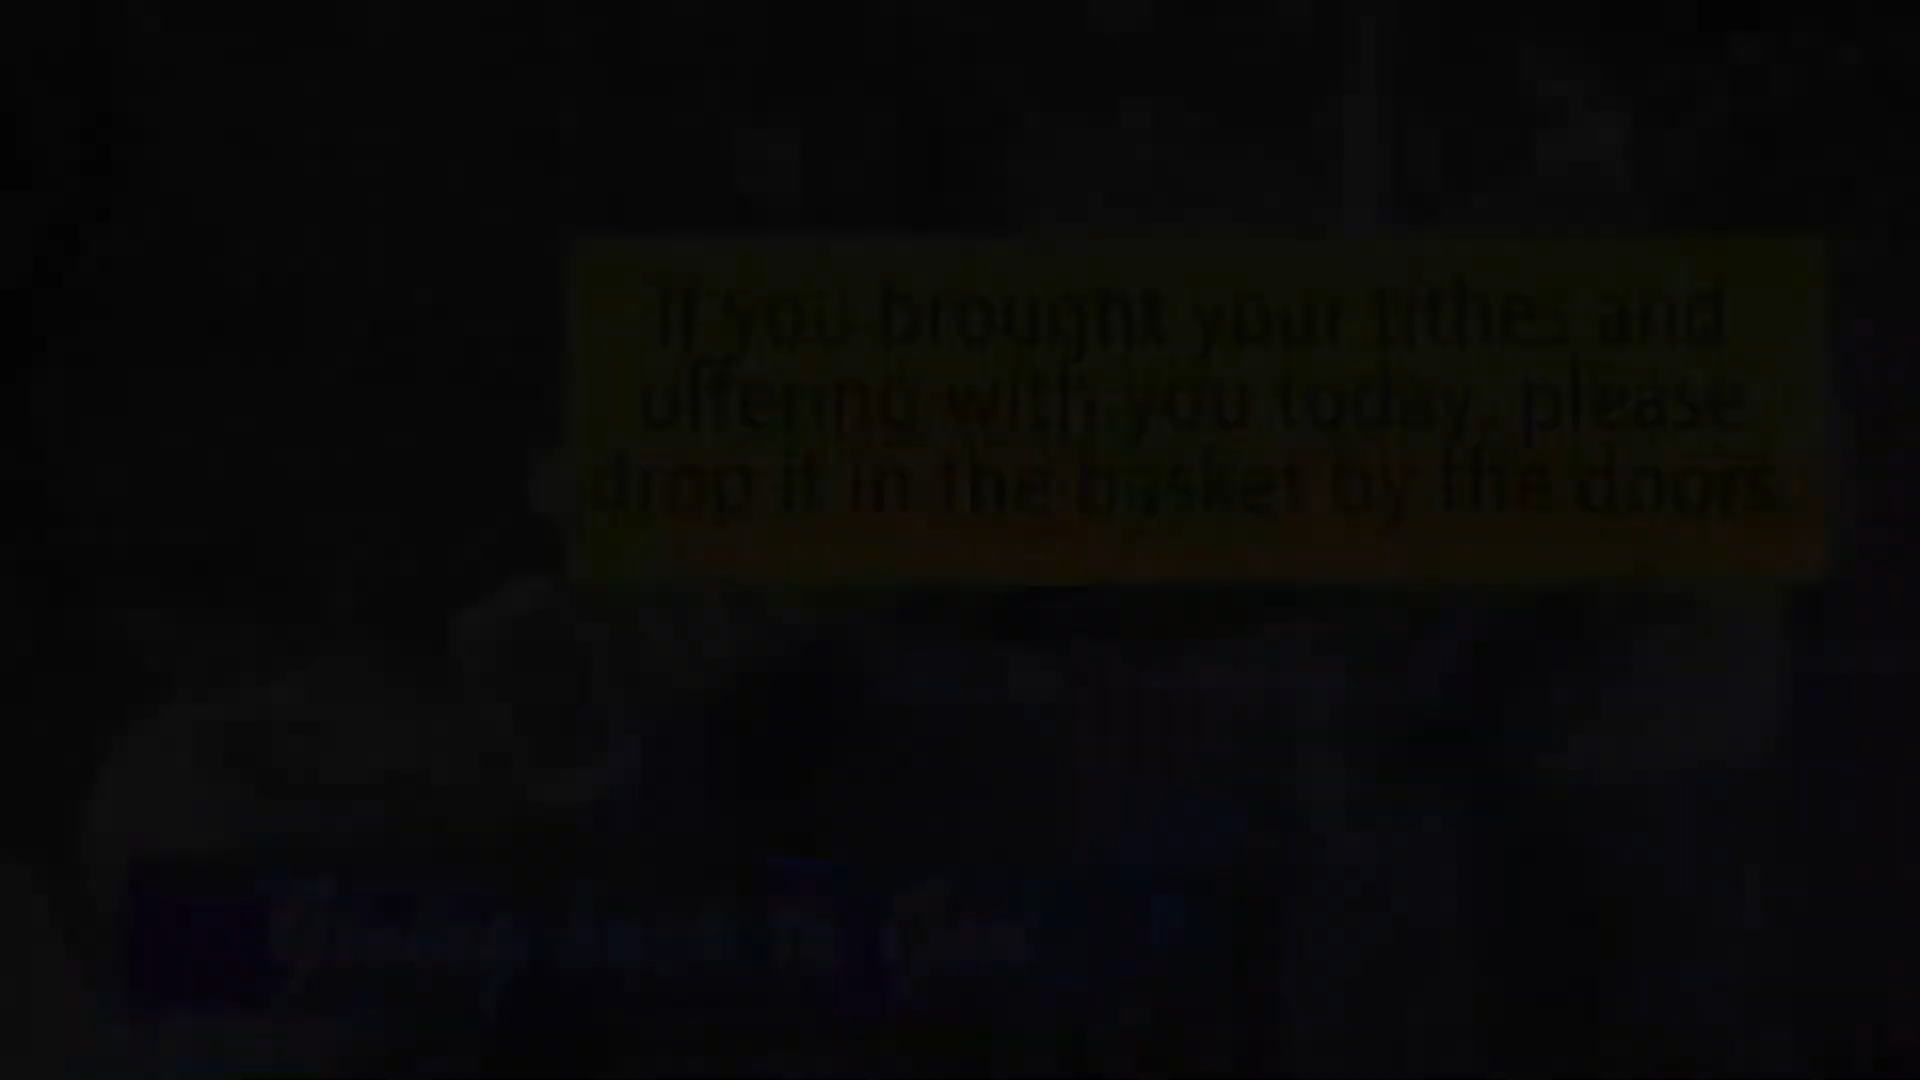 If you brought your tithes and
offering with you today, please
drop it in the basket by the doors